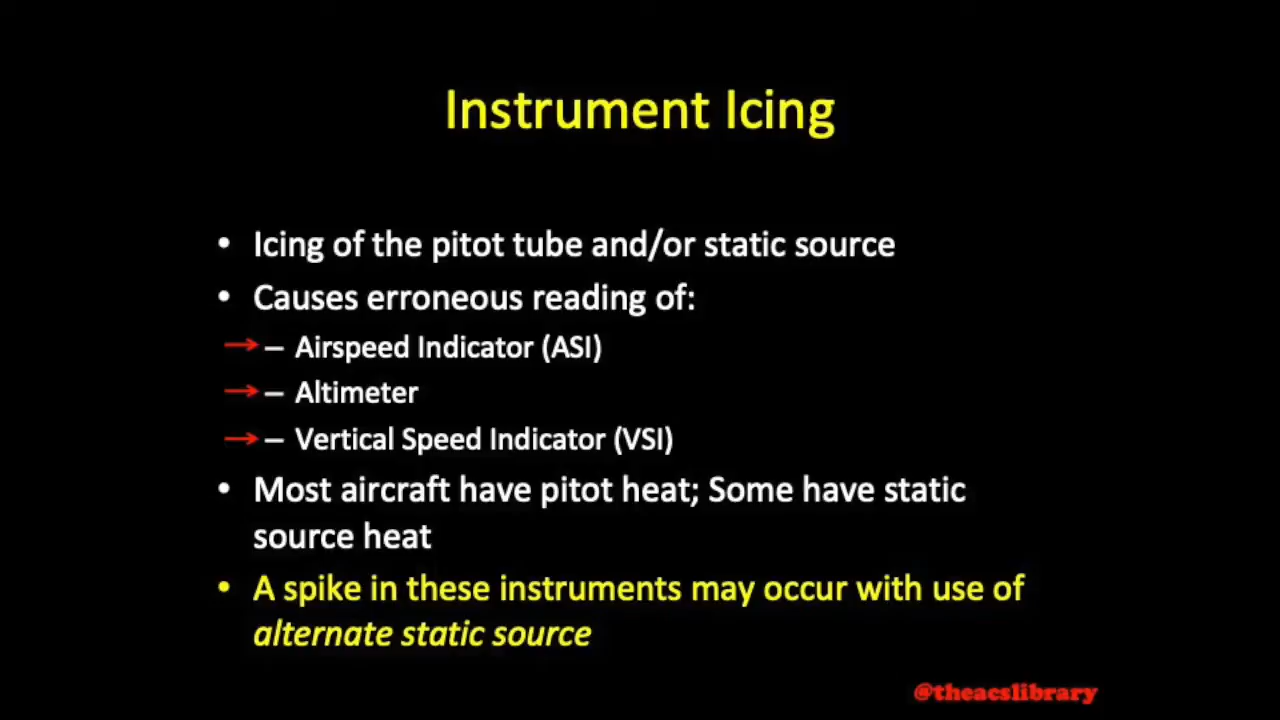 Instrument Icing
• Icing of the pitot tube and/or static source
• Causes erroneous reading of:
→ – Airspeed Indicator (ASI)
→ – Altimeter
→ – Vertical Speed Indicator (VSI)
• Most aircraft have pitot heat; Some have static
source heat
• A spike in these instruments may occur with use of
alternate static source
@theacslibrary